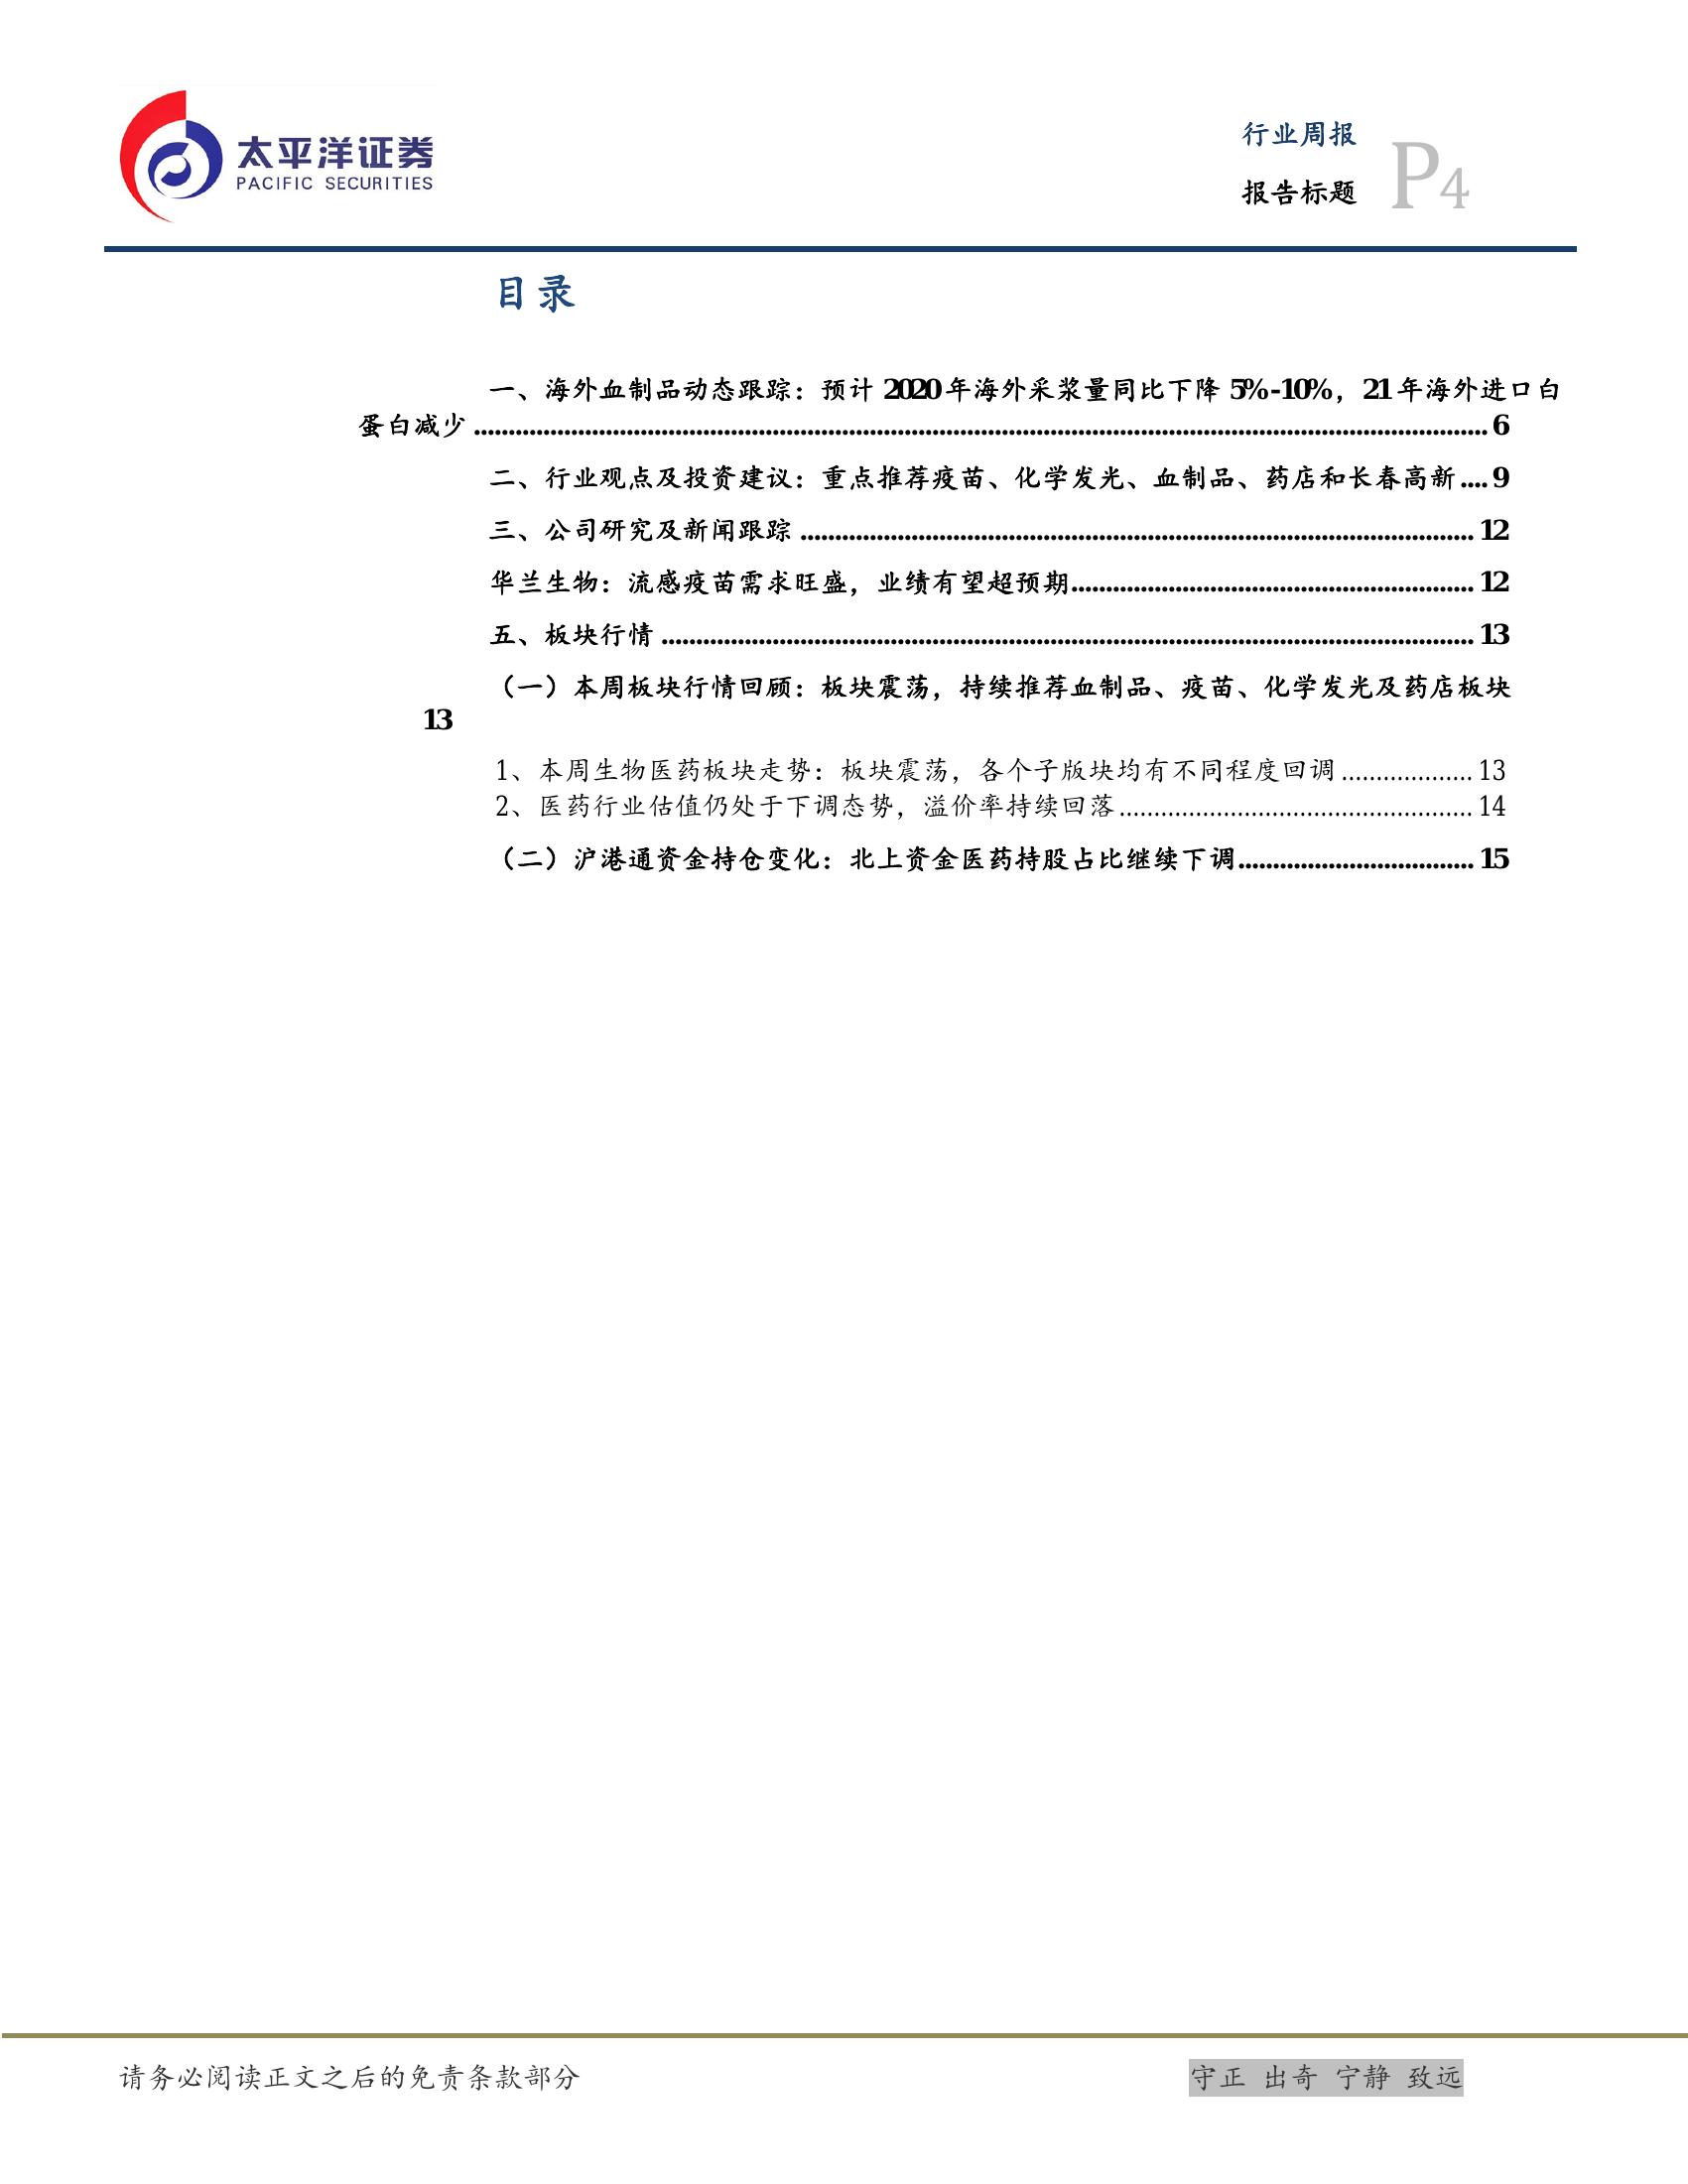 太平洋证券
PACIFIC SECURITIES
行业周报
报告标题
P4
目录
一、海外血制品动态跟踪：预计 2020年海外采浆量同比下降 5%-10%，21年海外进口白
蛋白减少 ........................................................................................................................................ 6
二、行业观点及投资建议：重点推荐疫苗、化学发光、血制品、药店和长春高新.... 9
三、公司研究及新闻跟踪 ................................................................................................ 12
华兰生物：流感疫苗需求旺盛，业绩有望超预期......................................................... 12
五、板块行情 .................................................................................................................... 13
（一）本周板块行情回顾：板块震荡，持续推荐血制品、疫苗、化学发光及药店板块
13
1、本周生物医药板块走势：板块震荡，各个子版块均有不同程度回调................... 13
2、医药行业估值仍处于下调态势，溢价率持续回落................................................... 14
（二）沪港通资金持仓变化：北上资金医药持股占比继续下调.................................. 15
请务必阅读正文之后的免责条款部分
守正 出奇 宁静 致远